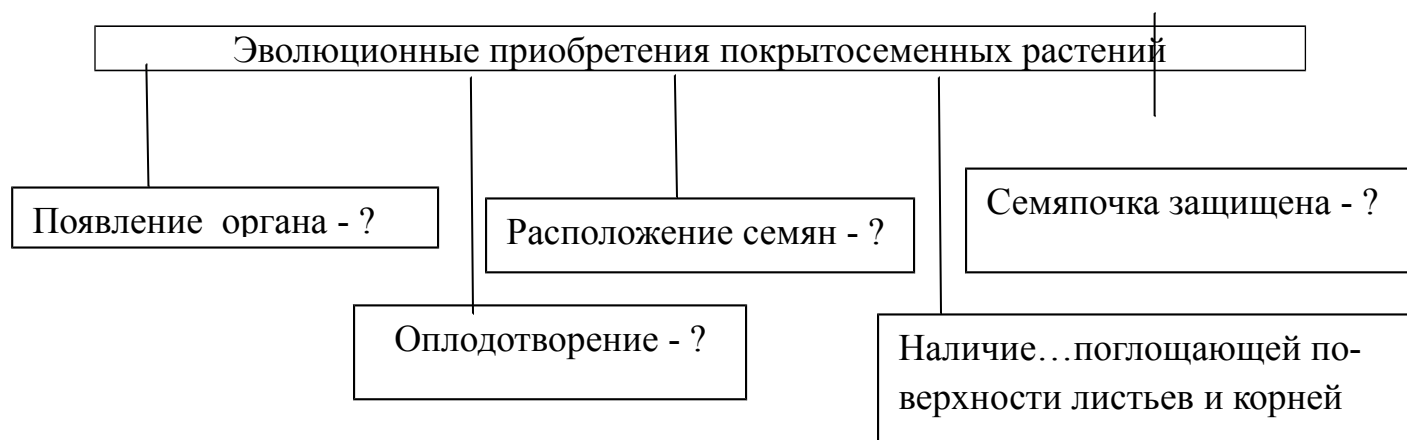 Эволюционные приобретения покрытосеменных растений
Появление органа - ?
Расположение семян - ?
Семяпочка защищена - ?
Оплодотворение - ?
Наличие…поглощающей по-
верхности листьев и корней